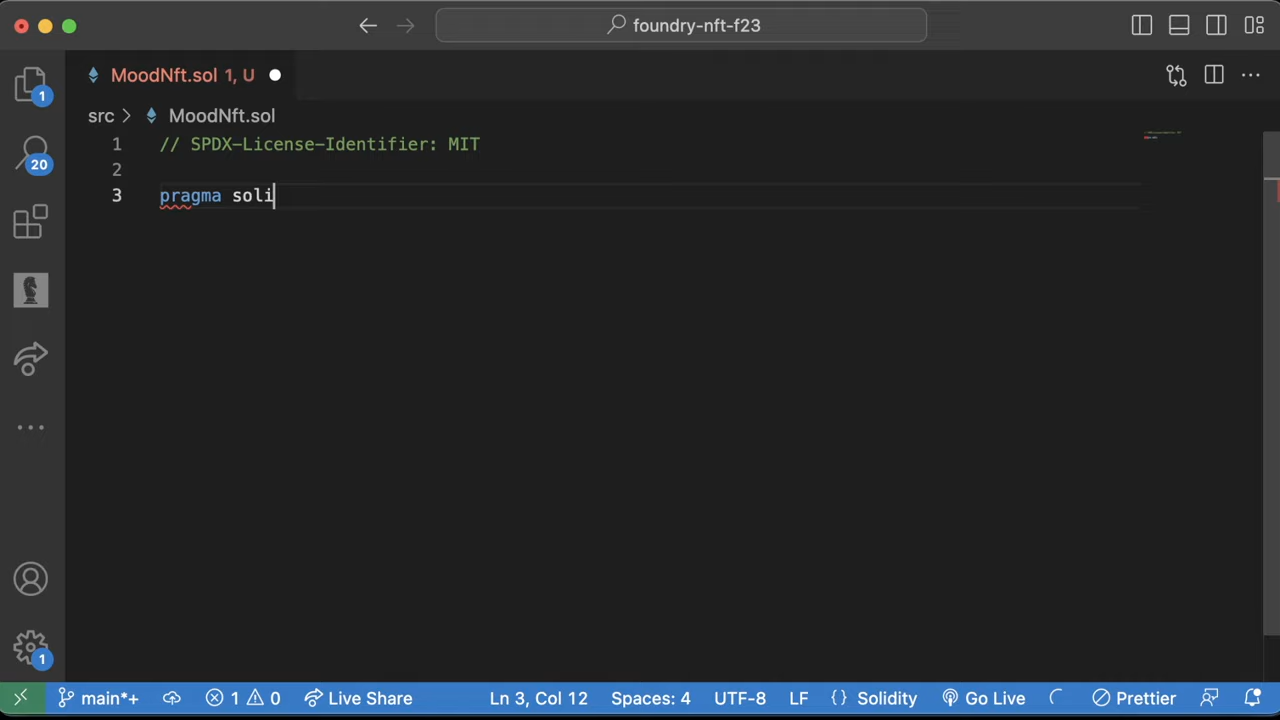 foundry-nft-f23
MoodNft.sol 1, U
src > MoodNft.sol
1 // SPDX-License-Identifier: MIT
2
3 pragma soli
1
20
1
main*+ 1 0 Live Share Ln 3, Col 12 Spaces: 4 UTF-8 LF {} Solidity Go Live Prettier